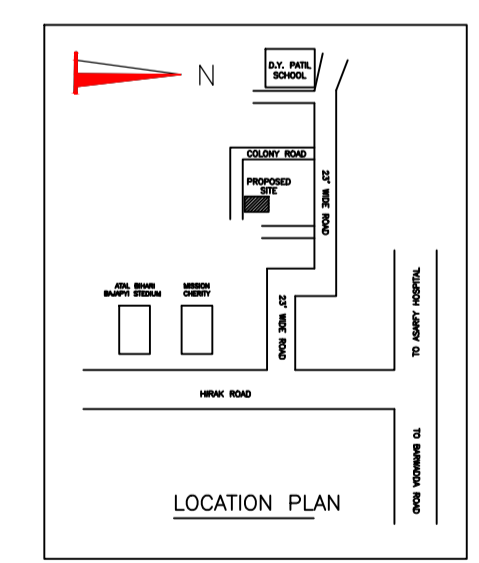 N
D.Y. PATIL
SCHOOL
COLONY ROAD
PROPOSED
SITE
23" WIDE ROAD
ATAL BIHARI
BAJAPYI STEDIUM
MISSION
CHERITY
23" WIDE ROAD
TO ASARFY HOSPITAL
HIRAK ROAD
TO BARWADDA ROAD
LOCATION PLAN